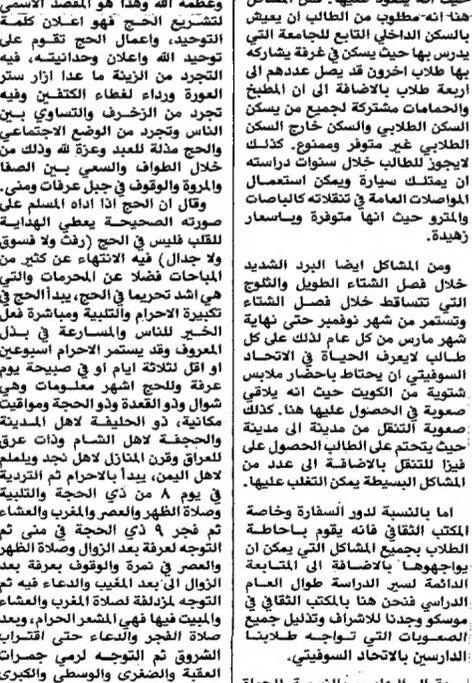 هنا انه مطلوب من الطالب ان يعيش
بالسكن الداخلي التابع للجامعة التي
يدرس بها حيث يسكن في غرفة يشاركه
بها طلاب اخرون قد يصل عددهم الى
اربعة طلاب بالاضافة الى ان المطبخ
والحمامات مشتركة لجميع من يسكن
السكن الطلابي والسكن خارج السكن
الطلابي غير متوفر وممنوع. كذلك
لايجوز للطالب خلال سنوات دراسته
ان يمتلك سيارة ويمكن استعمال
المواصلات العامة في تنقلاته كالباصات
والمترو حيث انها متوفرة وباسعار
زهيدة.
ومن المشاكل ايضا البرد الشديد
خلال فصل الشتاء الطويل والثلوج
التي تتساقط خلال فصل الشتاء
وتستمر من شهر نوفمبر حتى نهاية
شهر مارس من كل عام لذلك على كل
طالب لايعرف الحياة في الاتحاد
السوفيتي ان يحتاط باحضار ملابس
شتوية من الكويت حيث انه يلاقي
صعوبة في الحصول عليها هنا. كذلك
صعوبة التنقل من مدينة الى مدينة
حيث يتحتم على الطالب الحصول على
فيزا للتنقل بالاضافة الى عدد من
المشاكل البسيطة يمكن التغلب عليها.
اما بالنسبة لدور السفارة وخاصة
المكتب الثقافي فانه يقوم باحاطة
الطلاب بجميع المشاكل التي يمكن ان
يواجهوها بالاضافة الى المتابعة
الدائمة لسير الدراسة طوال العام
الدراسي فنحن هنا بالمكتب الثقافي في
موسكو وجدنا للاشراف وتذليل جميع
الصعوبات التي تواجه طلابنا
الدارسين بالاتحاد السوفيتي.
وعظمه الله وهذا هو المقصد الاسمى
لتشريع الحج فهو اعلان كلمة
التوحيد، واعمال الحج تقوم على
توحيد الله واعلان وحدانيته، فيه
التجرد من الزينة ما عدا ازار ستر
العورة ورداء لغطاء الكتفين وفيه
تجرد من الزخرف والتساوي بين
الناس وتجرد من الوضع الاجتماعي
والحج مذلة للعبد وعزة لله وذلك من
خلال الطواف والسعي بين الصفا
والمروة والوقوف في جبل عرفات ومنى.
وقال ان الحج اذا اداه المسلم على
صورته الصحيحة يعطي الهداية
للقلب فليس في الحج (رفث ولا فسوق
ولا جدال) فيه الانتهاء عن كثير من
المباحات فضلا عن المحرمات والتي
هي اشد تحريما في الحج، يبدأ الحج في
تكبيرة الاحرام والتلبية ومباشرة فعل
الخير للناس والمسارعة في بذل
المعروف وقد يستمر الاحرام اسبوعين
او اقل لثلاثة ايام او في صبيحة يوم
عرفة وللحج اشهر معلومات وهي
شوال وذو القعدة وذو الحجة ومواقيت
مكانية، ذو الحليفة لاهل المدينة
والجحفة لاهل الشام وذات عرق
للعراق وقرن المنازل لاهل نجد ويلملم
لاهل اليمن، يبدأ بالاحرام ثم التردية
في يوم ٨ من ذي الحجة والتلبية
وصلاة الظهر والعصر والمغرب والعشاء
ثم فجر ٩ ذي الحجة في منى ثم
التوجه لعرفة بعد الزوال وصلاة الظهر
والعصر في نمرة والوقوف بعرفة بعد
الزوال الى بعد المغيب والدعاء فيه ثم
التوجه لمزدلفة لصلاة المغرب والعشاء
والمبيت فيها فهي المشعر الحرام، وبعد
صلاة الفجر والدعاء حتى اقتراب
الشروق ثم التوجه لرمي جمرات
العقبة والصغرى والوسطى والكبرى